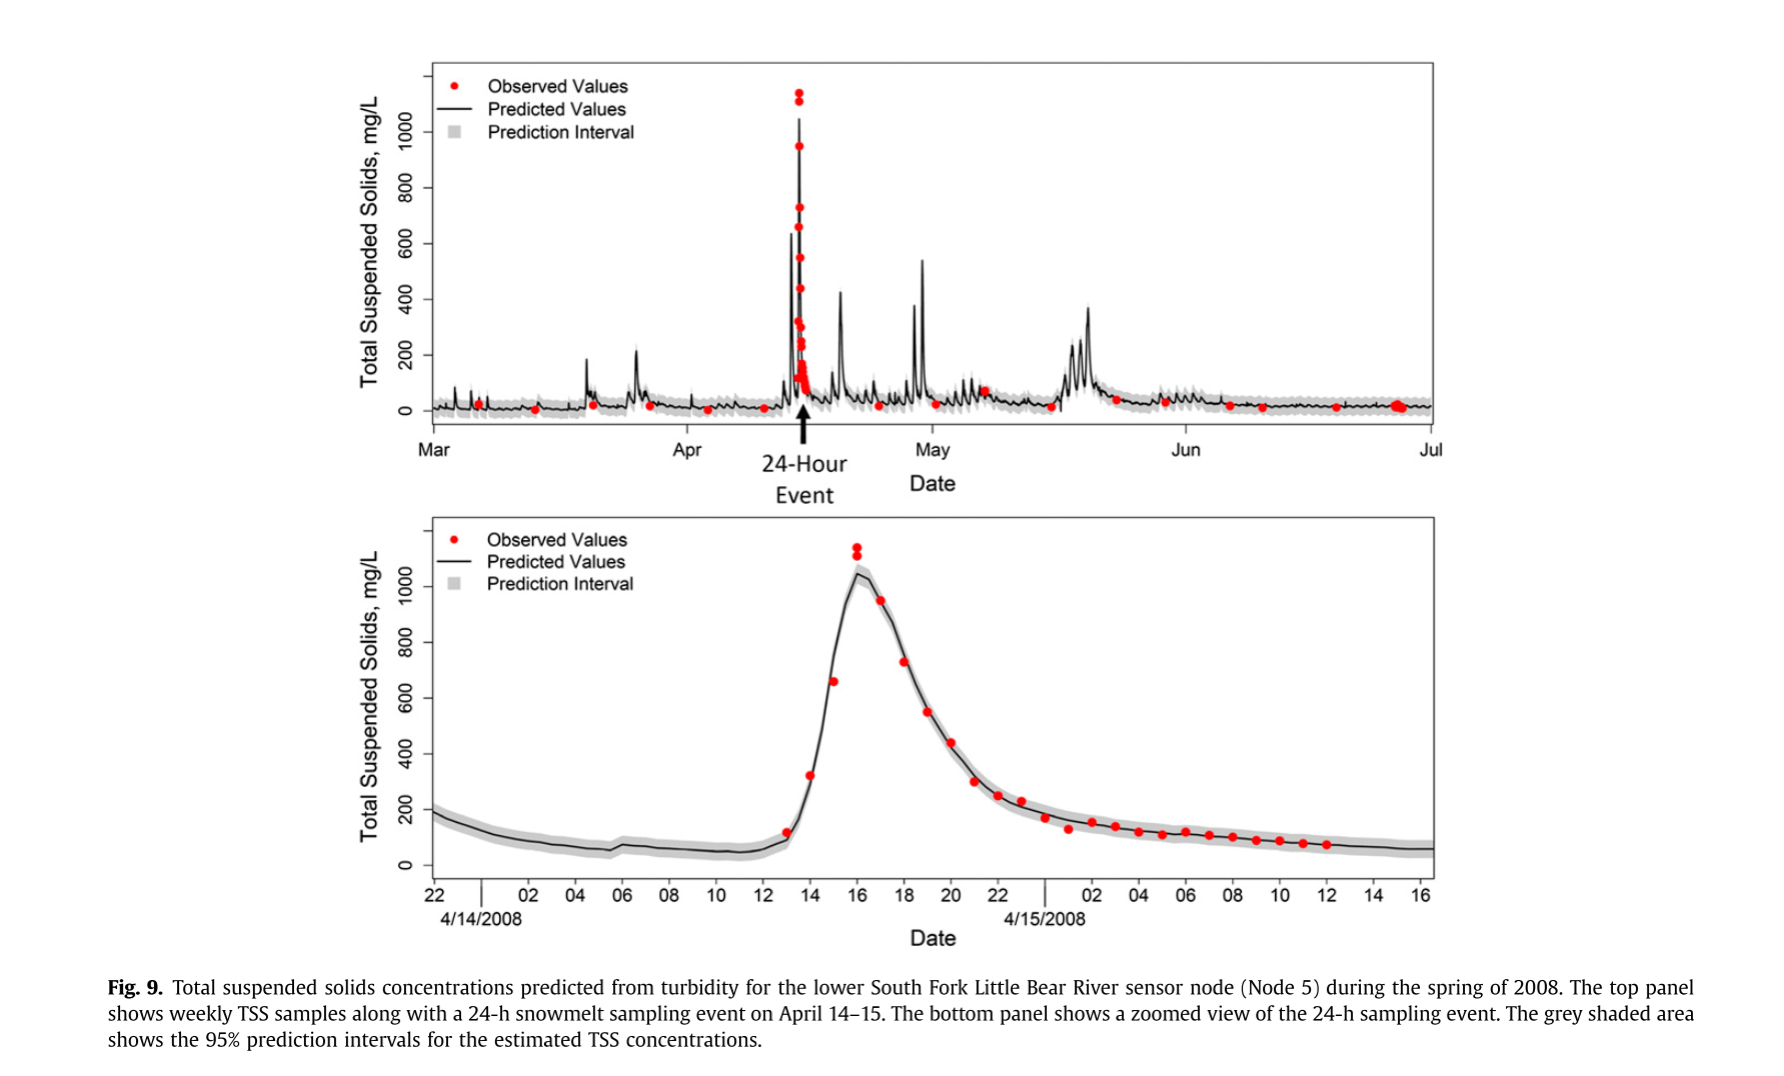 Observed Values
Predicted Values
Prediction Interval
Total Suspended Solids, mg/L
1000
800
600
400
200
0
Mar Apr May Jun Jul
24-Hour
Event
Date
Observed Values
Predicted Values
Prediction Interval
Total Suspended Solids, mg/L
1000
800
600
400
200
0
22 02 04 06 08 10 12 14 16 18 20 22 02 04 06 08 10 12 14 16
4/14/2008 4/15/2008
Date
Fig. 9. Total suspended solids concentrations predicted from turbidity for the lower South Fork Little Bear River sensor node (Node 5) during the spring of 2008. The top panel
shows weekly TSS samples along with a 24-h snowmelt sampling event on April 14–15. The bottom panel shows a zoomed view of the 24-h sampling event. The grey shaded area
shows the 95% prediction intervals for the estimated TSS concentrations.